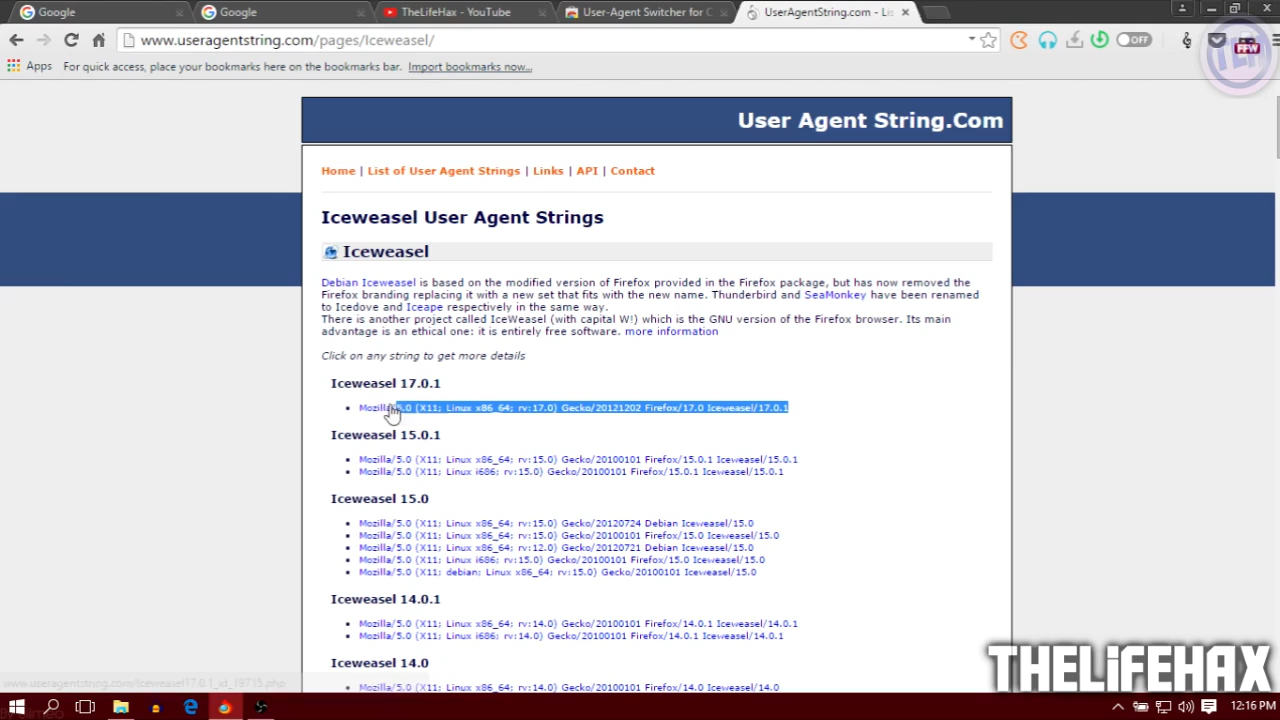 Google
Google
TheLifeHax - YouTube
User-Agent Switcher for C
UserAgentString.com - Lis
www.useragentstring.com/pages/Iceweasel/
OFF
FFW
Apps
For quick access, place your bookmarks here on the bookmarks bar. Import bookmarks now...
User Agent String.Com
Home | List of User Agent Strings | Links | API | Contact
Iceweasel User Agent Strings
Iceweasel
Debian Iceweasel is based on the modified version of Firefox provided in the Firefox package, but has now removed the
Firefox branding replacing it with a new set that fits with the new name. Thunderbird and SeaMonkey have been renamed
to Icedove and Iceape respectively in the same way.
There is another project called IceWeasel (with capital W!) which is the GNU version of the Firefox browser. Its main
advantage is an ethical one: it is entirely free software. more information
Click on any string to get more details
Iceweasel 17.0.1
Mozilla/5.0 (X11; Linux x86_64; rv:17.0) Gecko/20121202 Firefox/17.0 Iceweasel/17.0.1
Iceweasel 15.0.1
Mozilla/5.0 (X11; Linux x86_64; rv:15.0) Gecko/20100101 Firefox/15.0.1 Iceweasel/15.0.1
Mozilla/5.0 (X11; Linux i686; rv:15.0) Gecko/20100101 Firefox/15.0.1 Iceweasel/15.0.1
Iceweasel 15.0
Mozilla/5.0 (X11; Linux x86_64; rv:15.0) Gecko/20120724 Debian Iceweasel/15.0
Mozilla/5.0 (X11; Linux x86_64; rv:15.0) Gecko/20100101 Firefox/15.0 Iceweasel/15.0
Mozilla/5.0 (X11; Linux x86_64; rv:12.0) Gecko/20120721 Debian Iceweasel/15.0
Mozilla/5.0 (X11; Linux i686; rv:15.0) Gecko/20100101 Firefox/15.0 Iceweasel/15.0
Mozilla/5.0 (X11; debian; Linux x86_64; rv:15.0) Gecko/20100101 Iceweasel/15.0
Iceweasel 14.0.1
Mozilla/5.0 (X11; Linux x86_64; rv:14.0) Gecko/20100101 Firefox/14.0.1 Iceweasel/14.0.1
Mozilla/5.0 (X11; Linux i686; rv:14.0) Gecko/20100101 Firefox/14.0.1 Iceweasel/14.0.1
Iceweasel 14.0
Mozilla/5.0 (X11; Linux x86_64; rv:14.0) Gecko/20100101 Firefox/14.0 Iceweasel/14.0
www.useragentstring.com/Iceweasel17.0.1_id_19715.php
THELIFEHAX
12:16 PM